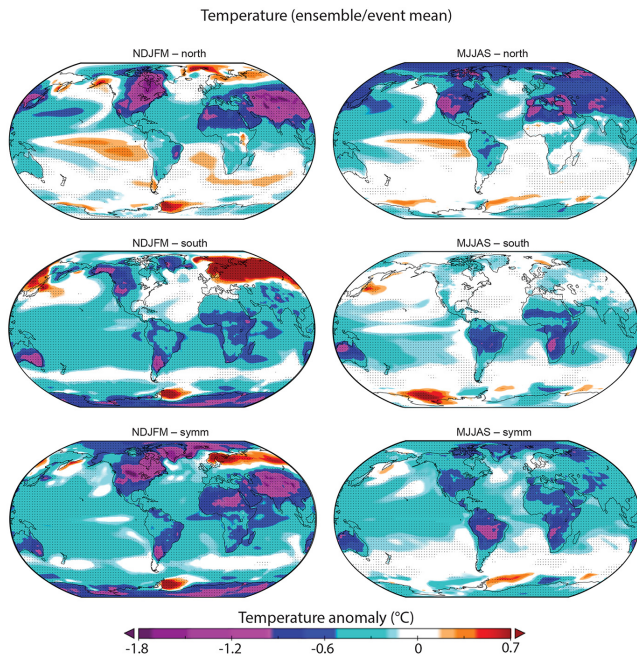 Temperature (ensemble/event mean)
NDJFM – north
MJJAS – north
NDJFM – south
MJJAS – south
NDJFM – symm
MJJAS – symm
Temperature anomaly (°C)
-1.8 -1.2 -0.6 0 0.7